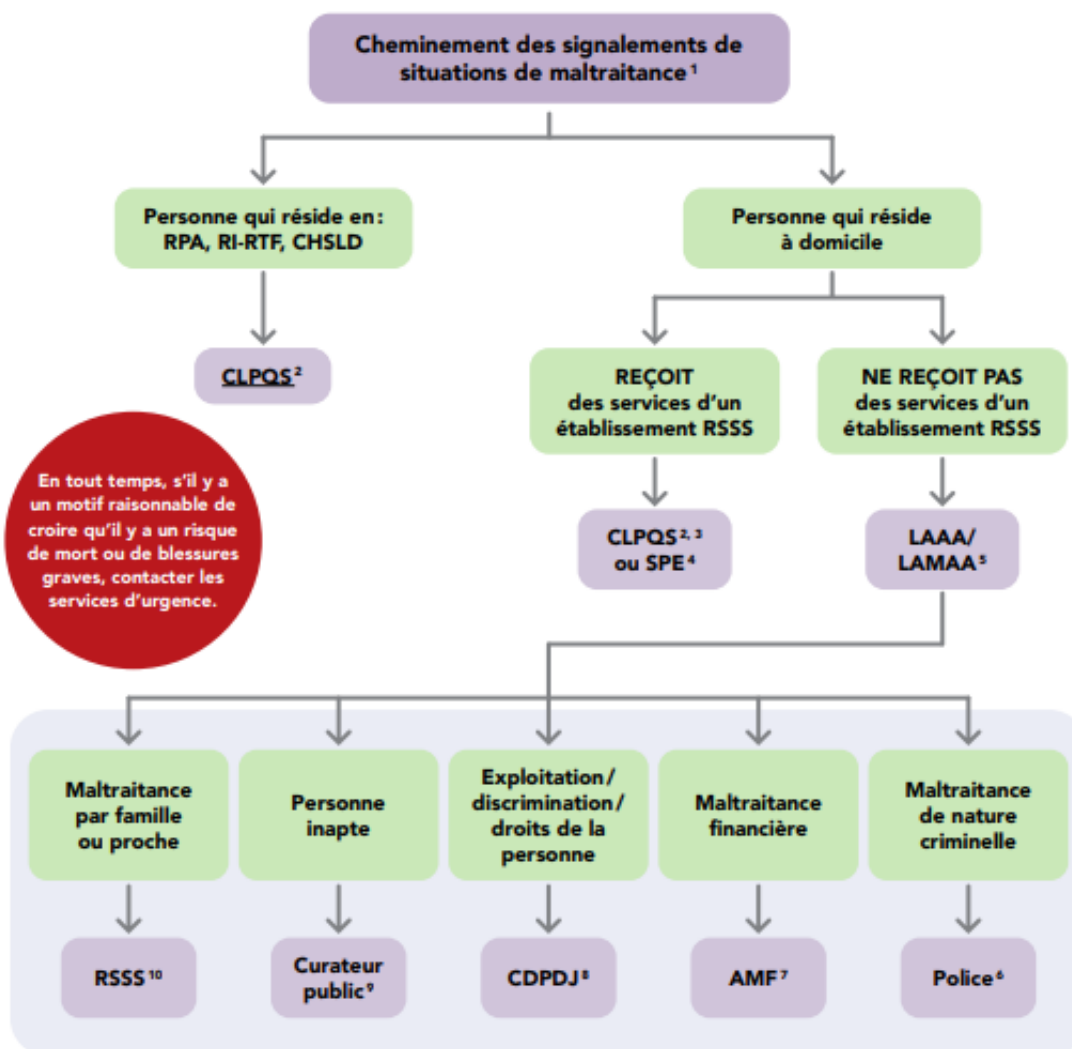 Cheminement des signalements de
situations de maltraitance ¹
Personne qui réside en :
RPA, RI-RTF, CHSLD
Personne qui réside
à domicile
CLPQS ²
REÇOIT
des services d'un
établissement RSSS
NE REÇOIT PAS
des services d'un
établissement RSSS
En tout temps, s'il y a
un motif raisonnable de
croire qu'il y a un risque
de mort ou de blessures
graves, contacter les
services d'urgence.
CLPQS ²˒ ³
ou SPE ⁴
LAAA/
LAMAA ⁵
Maltraitance
par famille
ou proche
Personne
inapte
Exploitation /
discrimination /
droits de la
personne
Maltraitance
financière
Maltraitance
de nature
criminelle
RSSS ¹⁰
Curateur
public ⁹
CDPDJ ⁸
AMF ⁷
Police ⁶